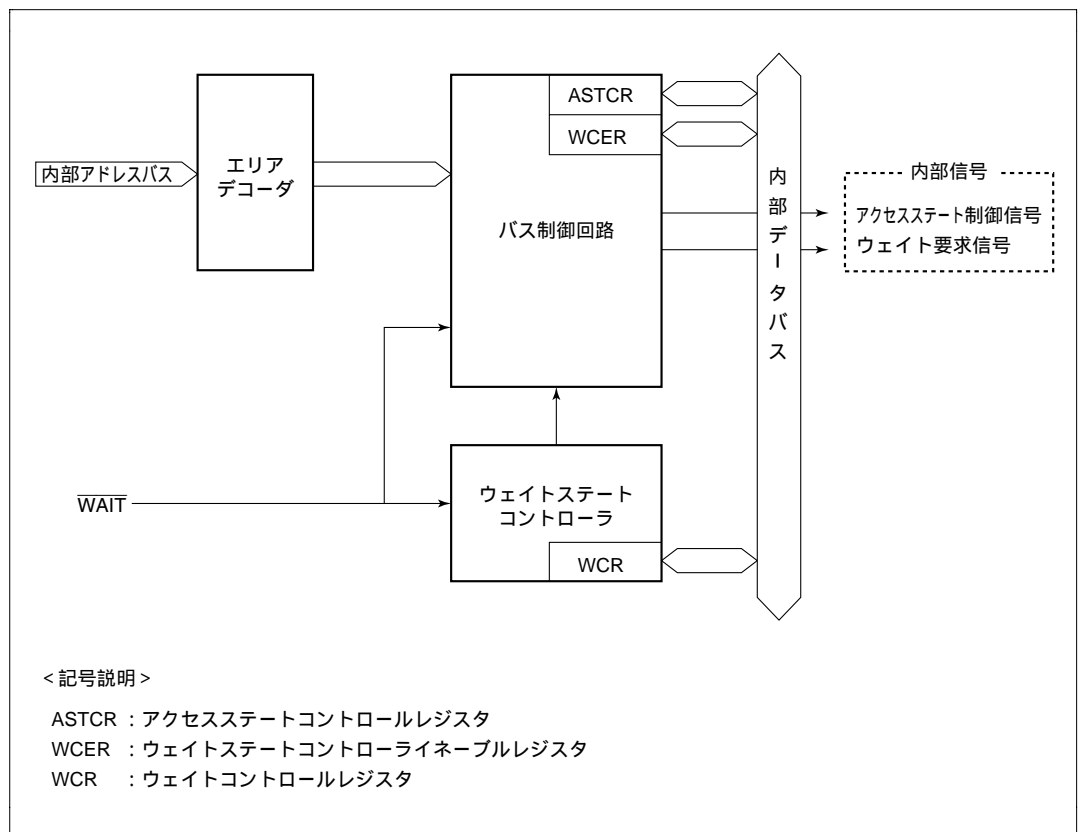 内部アドレスバス
エリア
デコーダ
ASTCR
WCER
バス制御回路
内部データバス
内部信号
アクセスステート制御信号
ウェイト要求信号
WAIT
ウェイトステート
コントローラ
WCR
<記号説明>
ASTCR :アクセスステートコントロールレジスタ
WCER :ウェイトステートコントローライネーブルレジスタ
WCR :ウェイトコントロールレジスタ